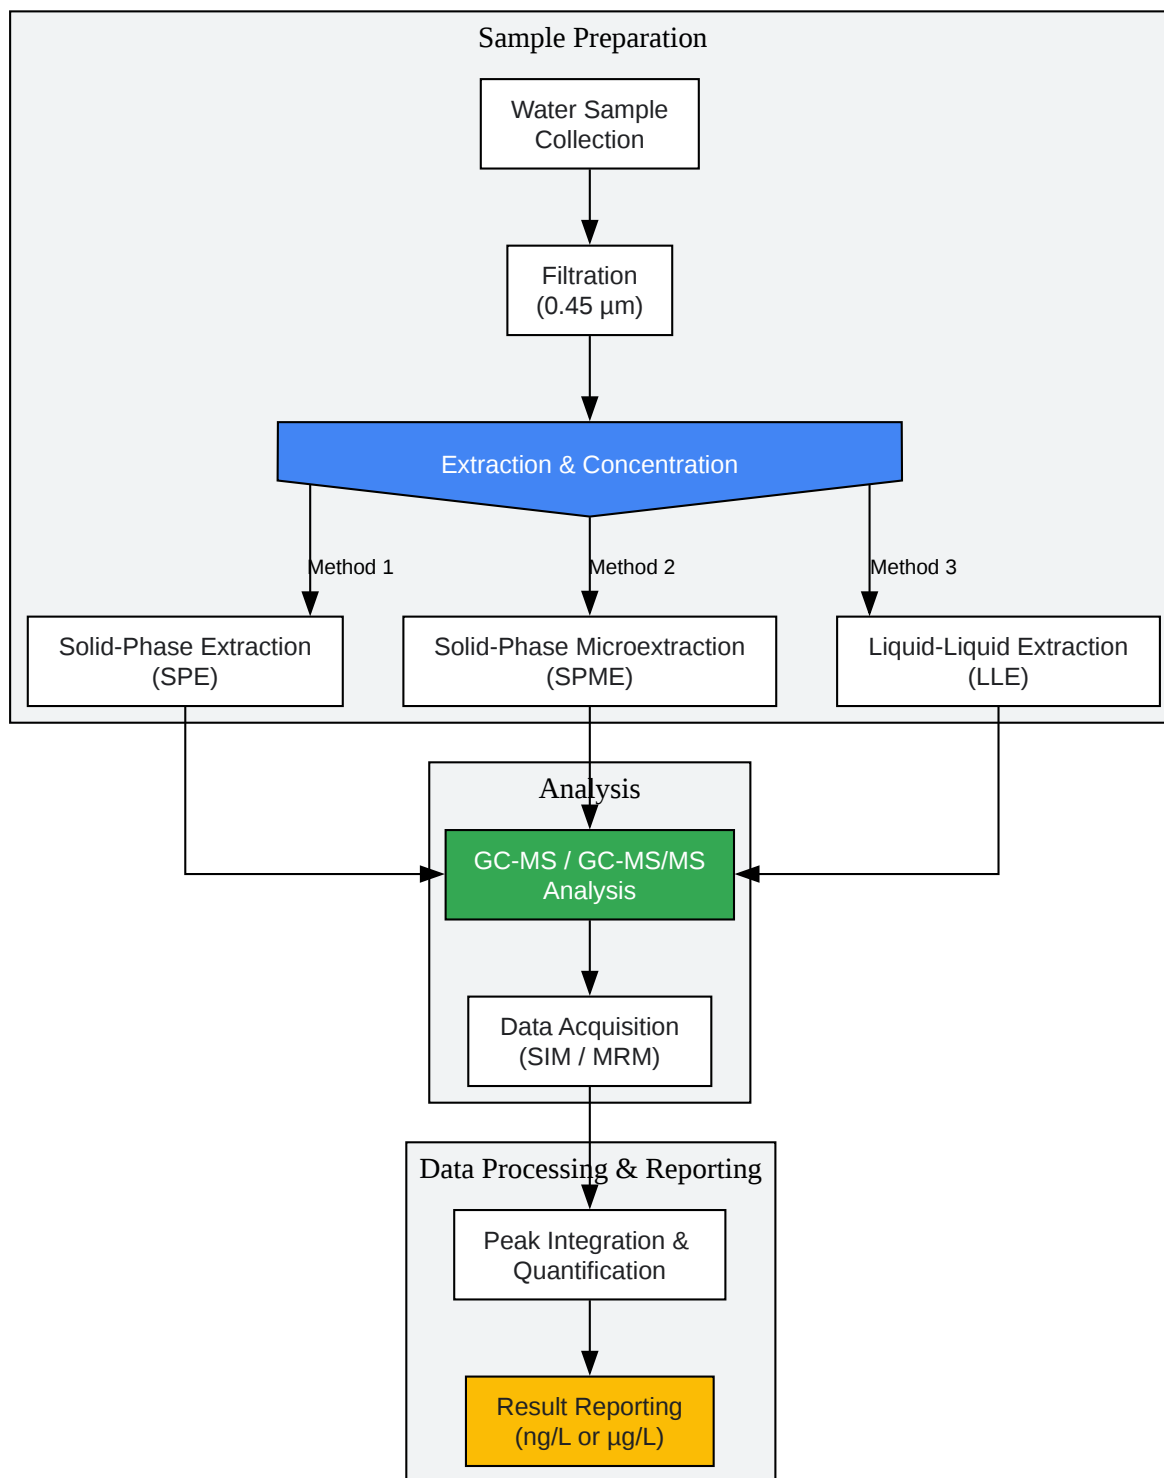 Sample Preparation
Water Sample
Collection
Filtration
(0.45 µm)
Extraction & Concentration
Method 1
Method 2
Method 3
Solid-Phase Extraction
(SPE)
Solid-Phase Microextraction
(SPME)
Liquid-Liquid Extraction
(LLE)
Analysis
GC-MS / GC-MS/MS
Analysis
Data Acquisition
(SIM / MRM)
Data Processing & Reporting
Peak Integration &
Quantification
Result Reporting
(ng/L or µg/L)